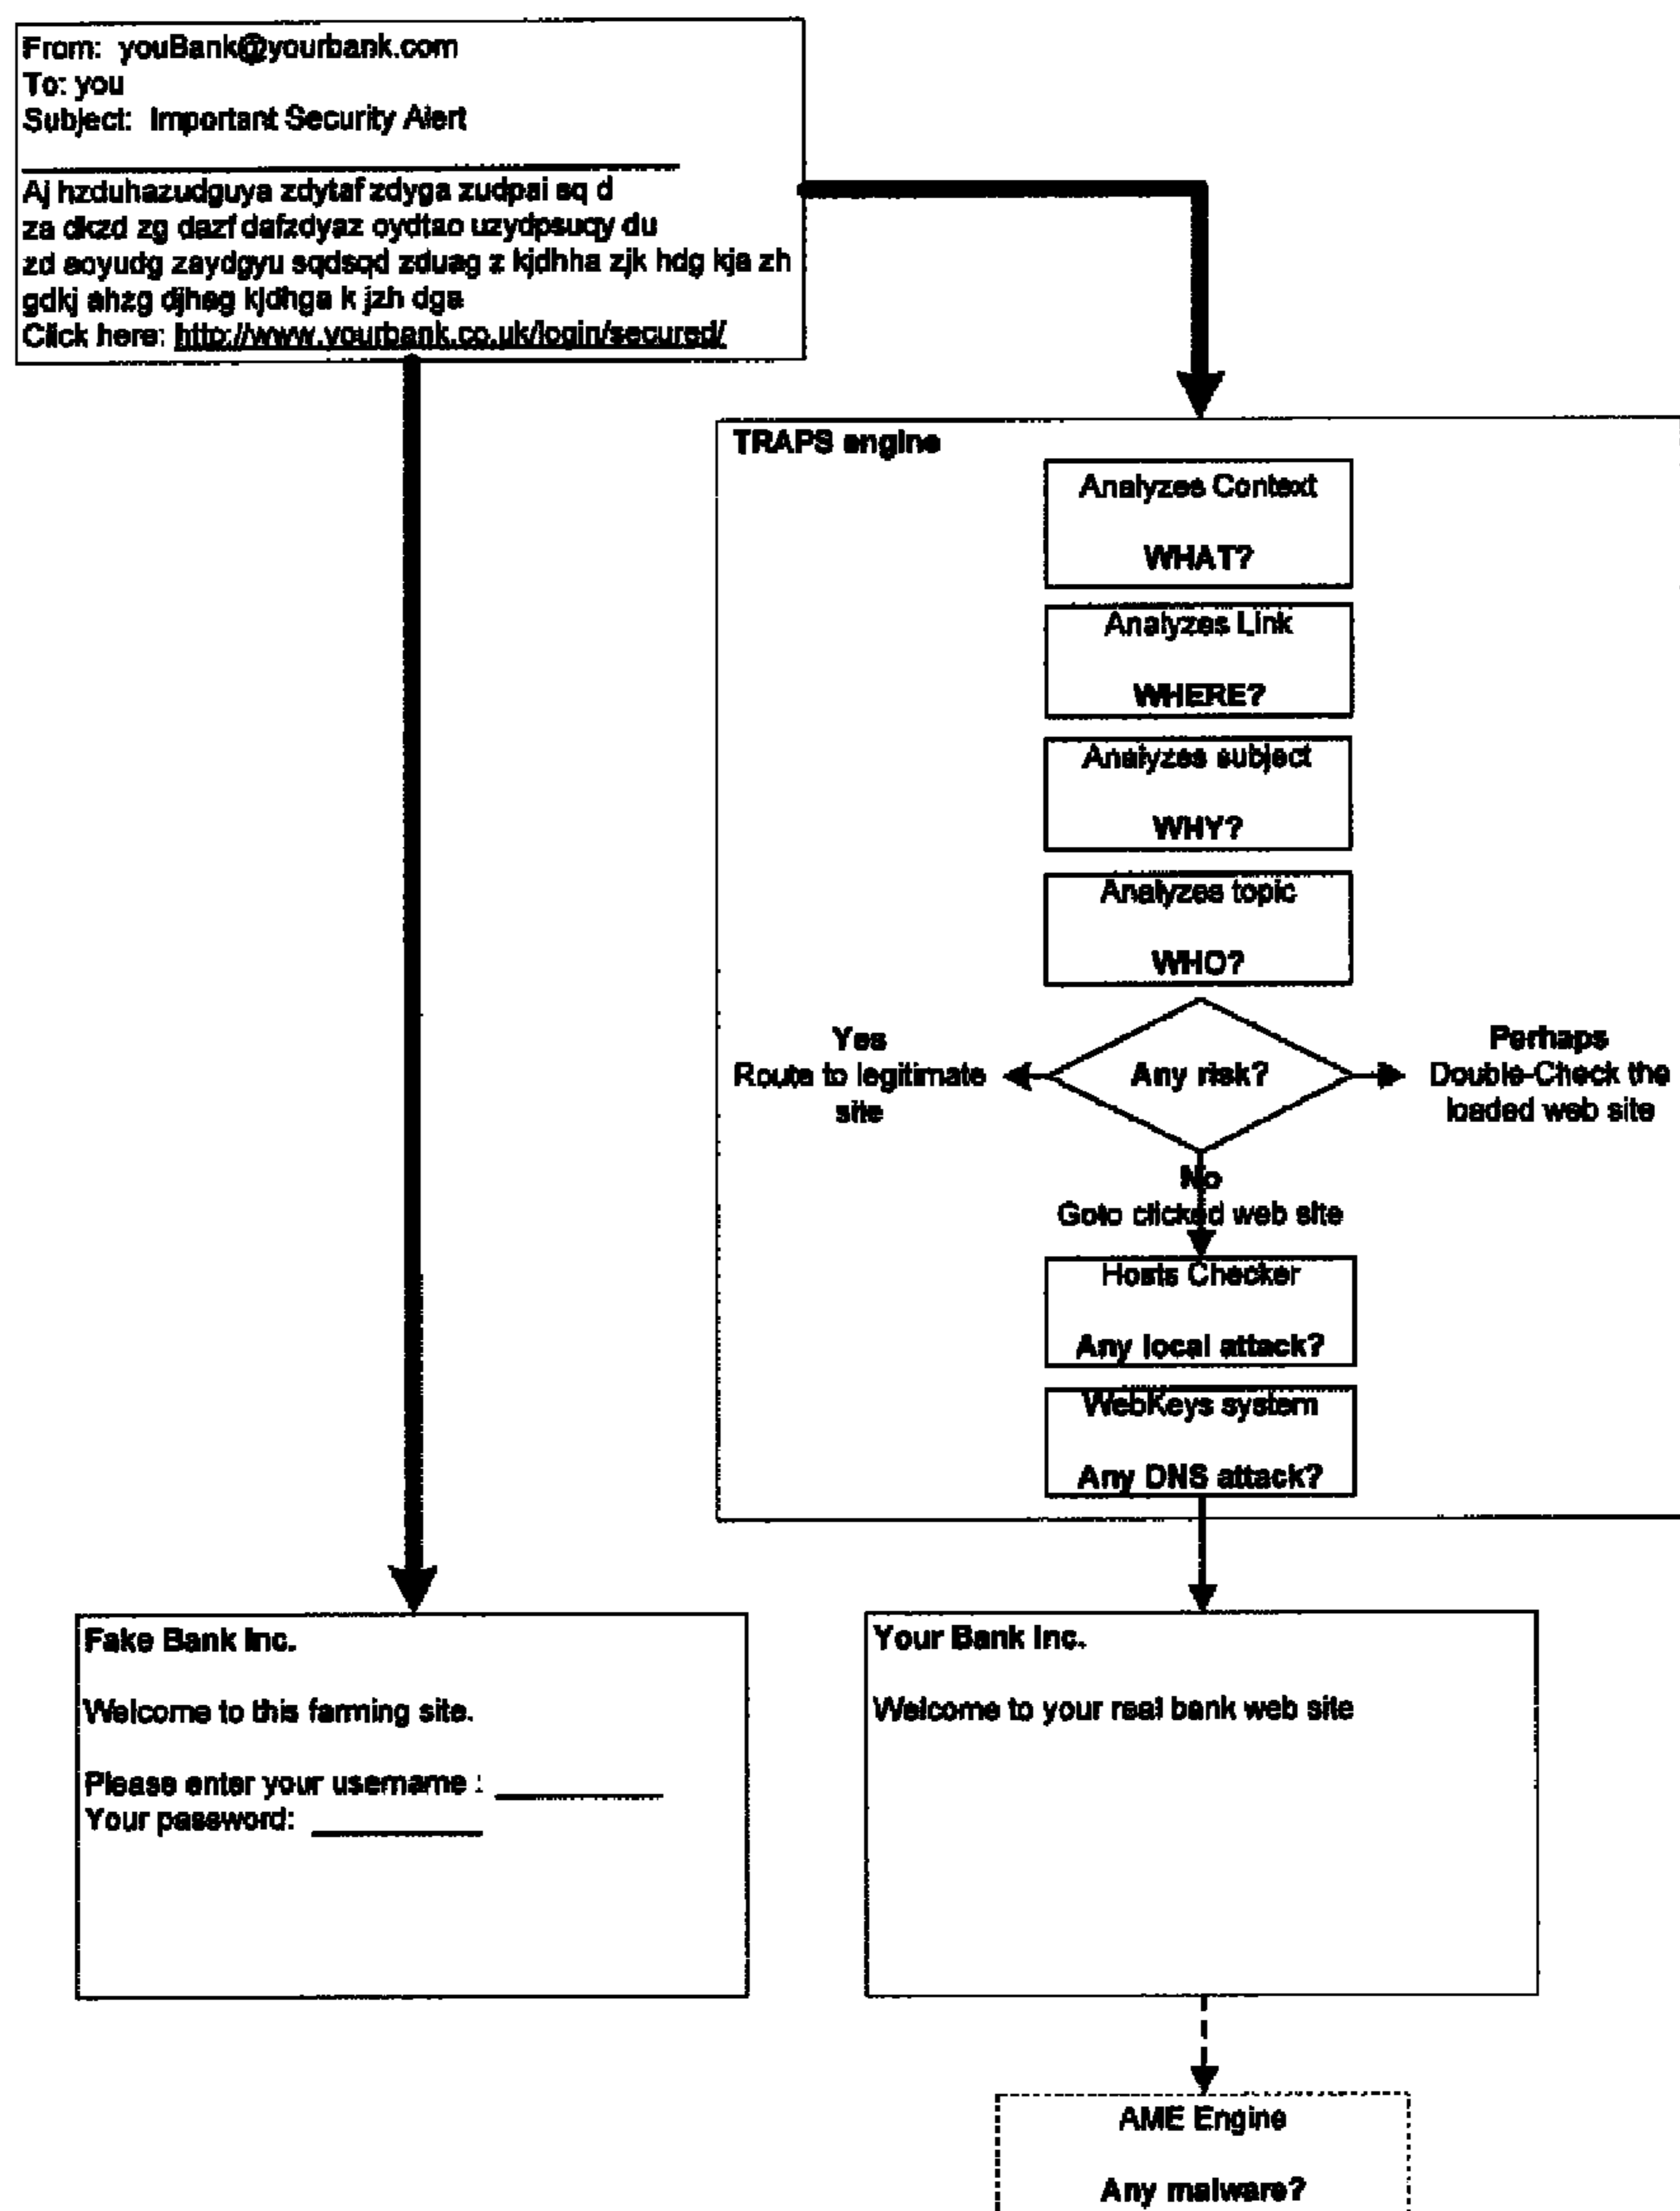 From: youBank@yourbank.com
To: you
Subject: Important Security Alert
Aj hzduhazudguya zdytaf zdyga zudpai sq d
za dkzd zg dazf dafzdyaz oydtao uzydpsuqy du
zd aoyudg zaydgyu sqdsqd zduag z kjdhha zjk hdg kja zh
gdkj ahzg djhag kjdhga k jzh dga
Click here: http://www.yourbank.co.uk/login/secured/
TRAPS engine
Analyzes Context
WHAT?
Analyzes Link
WHERE?
Analyzes subject
WHY?
Analyzes topic
WHO?
Yes
Route to legitimate
site
Any risk?
Perhaps
Double-Check the
loaded web site
No
Goto clicked web site
Hosts Checker
Any local attack?
WebKeys system
Any DNS attack?
Fake Bank Inc.
Welcome to this farming site.
Please enter your username :
Your password:
Your Bank Inc.
Welcome to your real bank web site
AME Engine
Any malware?